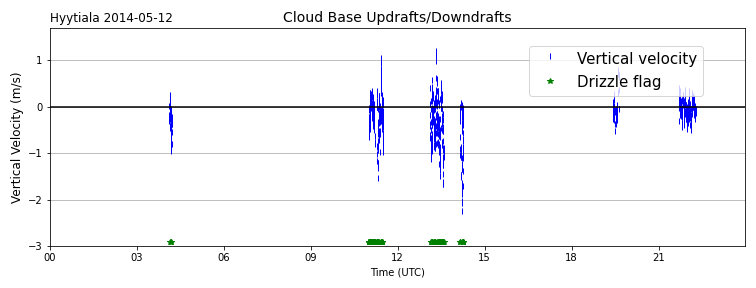 Hyytiala 2014-05-12
Cloud Base Updrafts/Downdrafts
Vertical Velocity (m/s)
1
0
−1
−2
−3
Vertical velocity
Drizzle flag
00 03 06 09 12 15 18 21
Time (UTC)